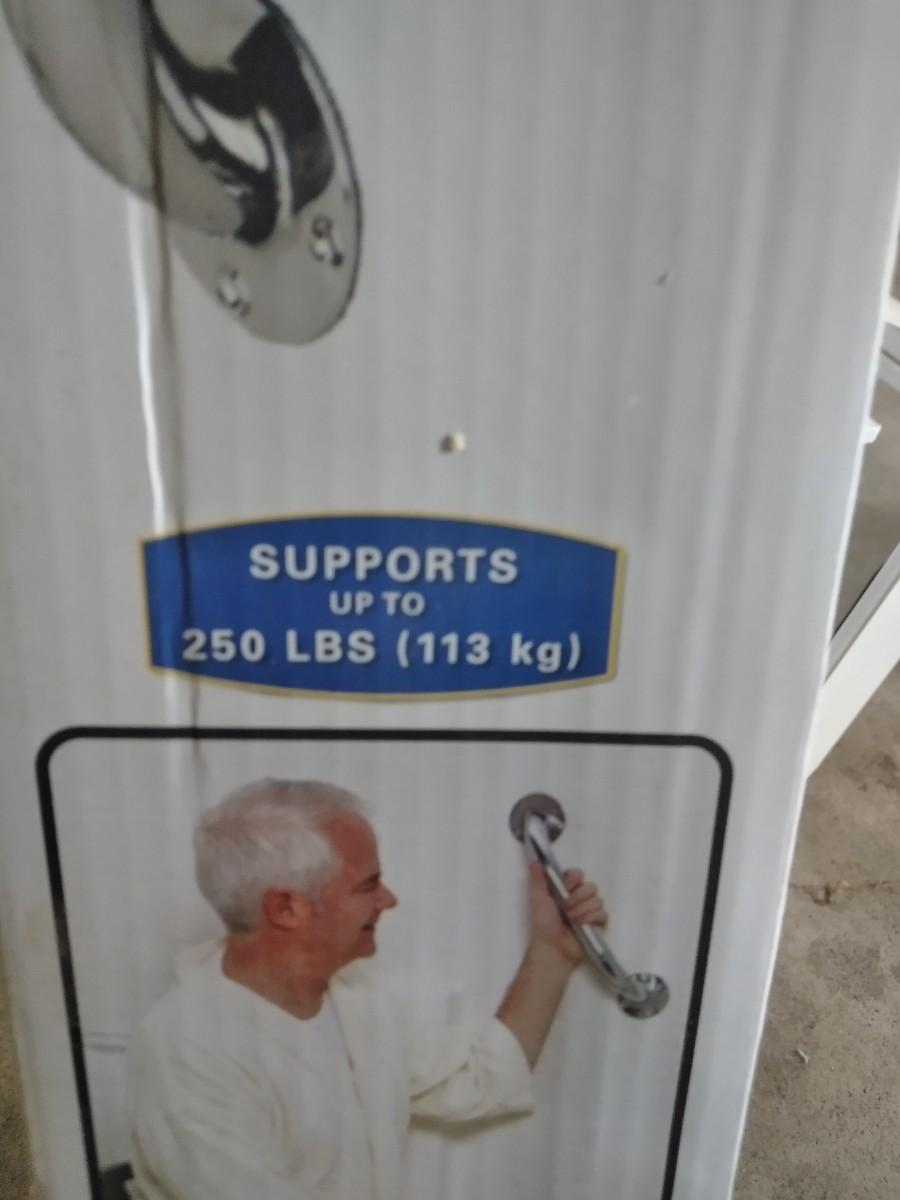 SUPPORTS
UP TO
250 LBS (113 kg)